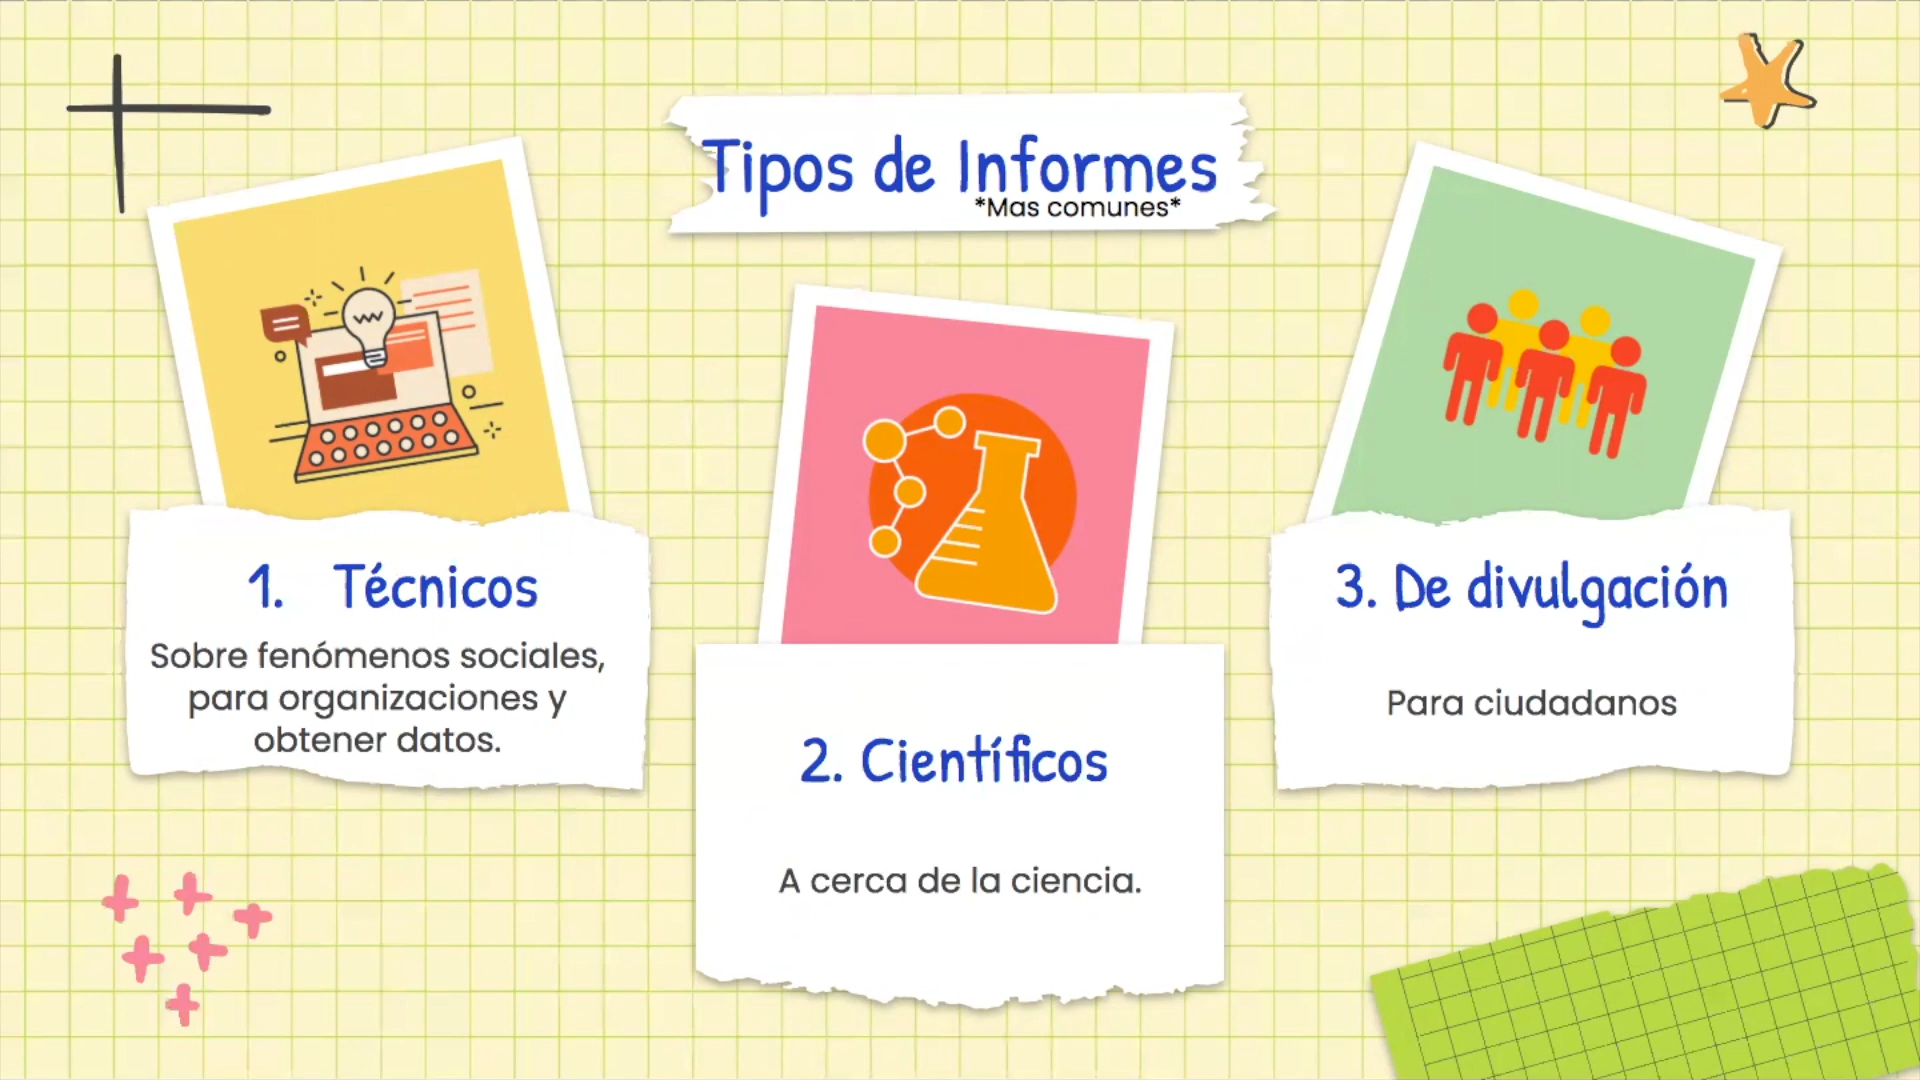 Tipos de Informes
*Mas comunes*
1. Técnicos
Sobre fenómenos sociales,
para organizaciones y
obtener datos.
2. Científicos
A cerca de la ciencia.
3. De divulgación
Para ciudadanos